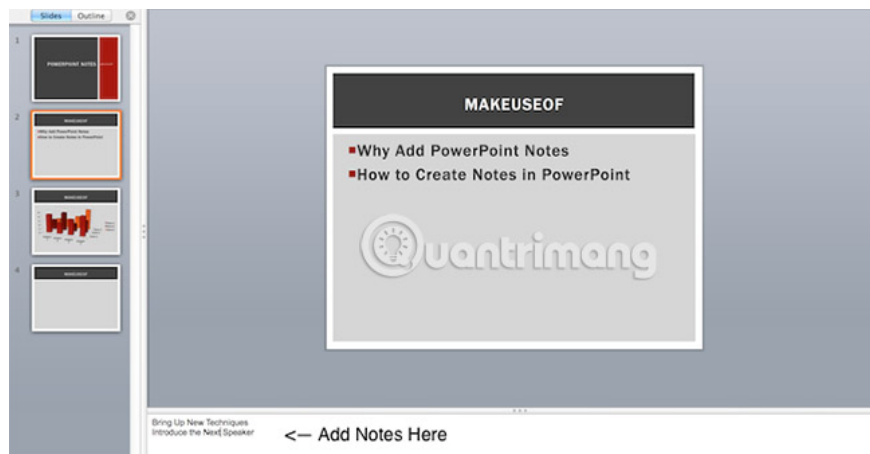 Slides Outline
1
POWERPOINT NOTES
2
MAKEUSEOF
Why Add PowerPoint Notes
How to Create Notes in PowerPoint
3
MAKEUSEOF
4
MAKEUSEOF
MAKEUSEOF
Why Add PowerPoint Notes
How to Create Notes in PowerPoint
Quantrimang
Bring Up New Techniques
Introduce the Next Speaker
<— Add Notes Here